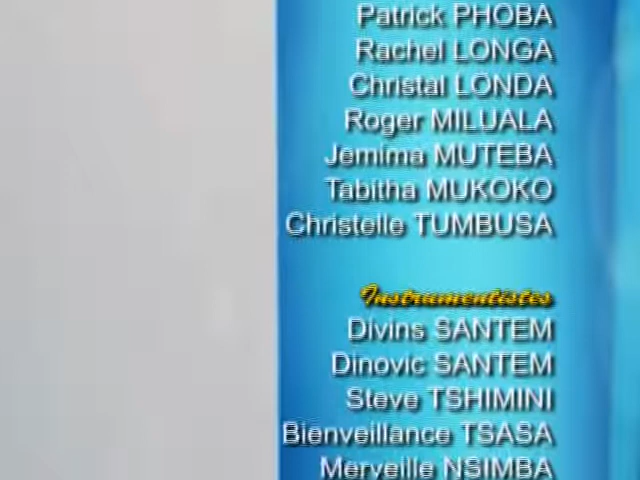 Patrick PHOBA
Rachel LONGA
Christal LONDA
Roger MILUALA
Jemima MUTEBA
Tabitha MUKOKO
Christelle TUMBUSA
Instrumentistes
Divins SANTEM
Dinovic SANTEM
Steve TSHIMINI
Bienveillance TSASA
Merveille NSIMBA